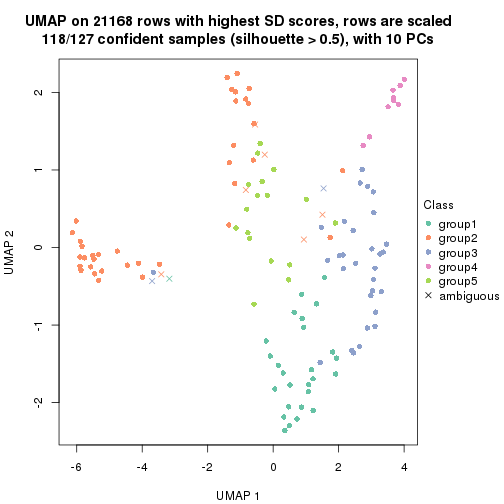 UMAP on 21168 rows with highest SD scores, rows are scaled
118/127 confident samples (silhouette > 0.5), with 10 PCs
2
1
0
-1
-2
UMAP 2
-6
-4
-2
0
2
4
UMAP 1
Class
group1
group2
group3
group4
group5
ambiguous